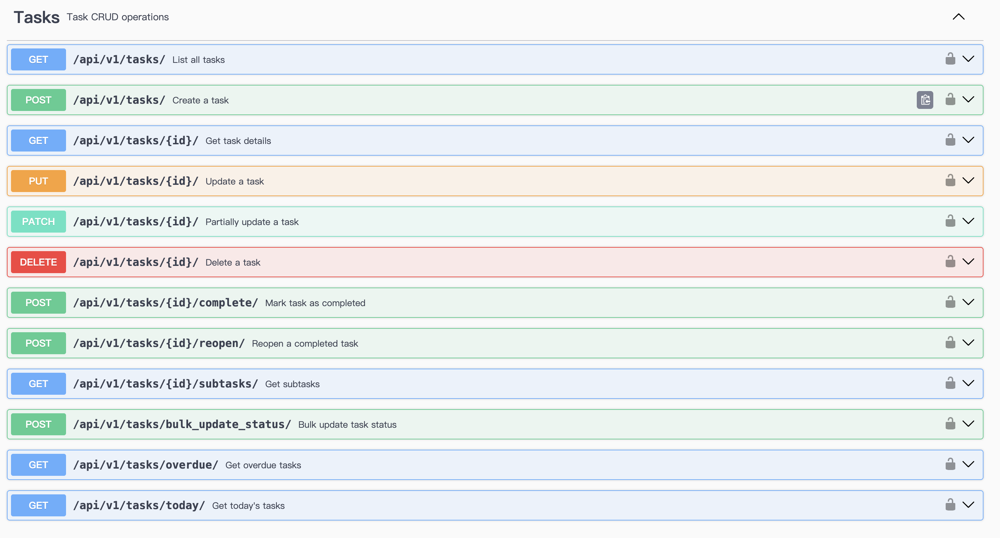 Tasks Task CRUD operations
GET /api/v1/tasks/ List all tasks
POST /api/v1/tasks/ Create a task
GET /api/v1/tasks/{id}/ Get task details
PUT /api/v1/tasks/{id}/ Update a task
PATCH /api/v1/tasks/{id}/ Partially update a task
DELETE /api/v1/tasks/{id}/ Delete a task
POST /api/v1/tasks/{id}/complete/ Mark task as completed
POST /api/v1/tasks/{id}/reopen/ Reopen a completed task
GET /api/v1/tasks/{id}/subtasks/ Get subtasks
POST /api/v1/tasks/bulk_update_status/ Bulk update task status
GET /api/v1/tasks/overdue/ Get overdue tasks
GET /api/v1/tasks/today/ Get today's tasks